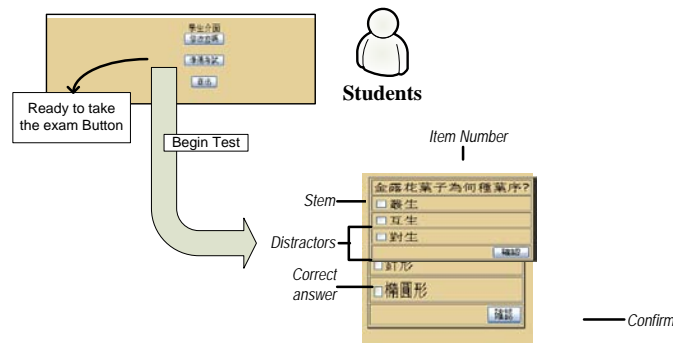 學生介面
Students
Ready to take
the exam Button
Begin Test
Item Number
金露花葉子為何種葉序?
Stem
叢生
互生
Distractors
對生
確認
針形
Correct
answer
橢圓形
確認
Confirm